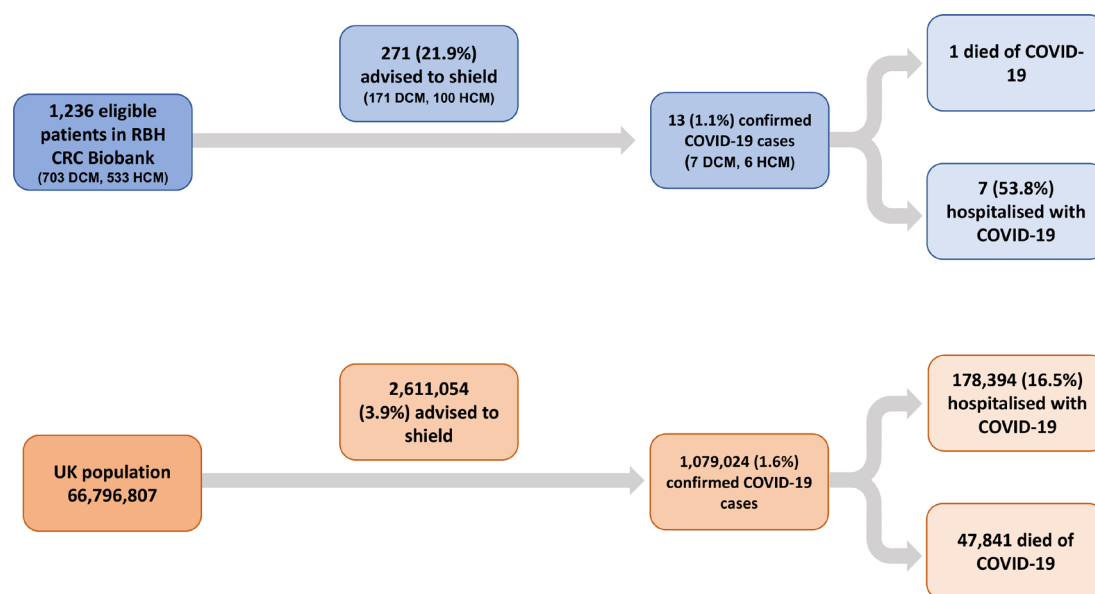 1,236 eligible
patients in RBH
CRC Biobank
(703 DCM, 533 HCM)
271 (21.9%)
advised to shield
(171 DCM, 100 HCM)
13 (1.1%) confirmed
COVID-19 cases
(7 DCM, 6 HCM)
1 died of COVID-
19
7 (53.8%)
hospitalised with
COVID-19
UK population
66,796,807
2,611,054
(3.9%) advised to
shield
1,079,024 (1.6%)
confirmed COVID-19
cases
178,394 (16.5%)
hospitalised with
COVID-19
47,841 died of
COVID-19